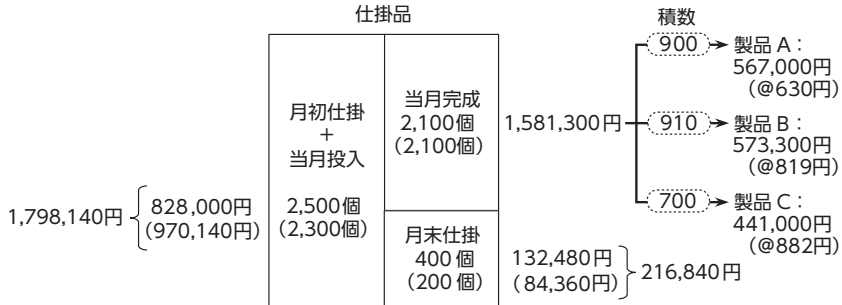 仕掛品
積数
月初仕掛
+
当月投入
2,500個
(2,300個)
1,798,140円
828,000円
(970,140円)
当月完成
2,100個
(2,100個)
月末仕掛
400個
(200個)
1,581,300円
132,480円
(84,360円)
216,840円
900
製品A：
567,000円
(@630円)
910
製品B：
573,300円
(@819円)
700
製品C：
441,000円
(@882円)